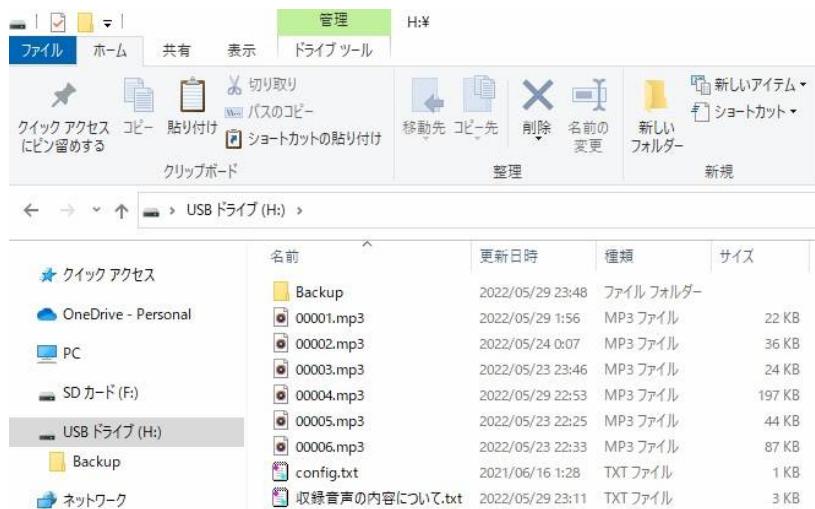 管理 H:¥
ファイル ホーム 共有 表示 ドライブ ツール
クイック アクセス
にピン留めする
コピー
貼り付け
切り取り
パスのコピー
ショートカットの貼り付け
クリップボード
移動先
コピー先
削除
名前の
変更
整理
新しい
フォルダー
新しいアイテム
ショートカット
新規
USB ドライブ (H:)
クイック アクセス
OneDrive - Personal
PC
SD カード (F:)
USB ドライブ (H:)
Backup
ネットワーク
名前 更新日時 種類 サイズ
Backup 2022/05/29 23:48 ファイル フォルダー
00001.mp3 2022/05/29 1:56 MP3 ファイル 22 KB
00002.mp3 2022/05/24 0:07 MP3 ファイル 36 KB
00003.mp3 2022/05/23 23:46 MP3 ファイル 24 KB
00004.mp3 2022/05/29 22:53 MP3 ファイル 197 KB
00005.mp3 2022/05/23 22:25 MP3 ファイル 44 KB
00006.mp3 2022/05/23 22:33 MP3 ファイル 87 KB
config.txt 2021/06/16 1:28 TXT ファイル 1 KB
収録音声の内容について.txt 2022/05/29 23:11 TXT ファイル 3 KB